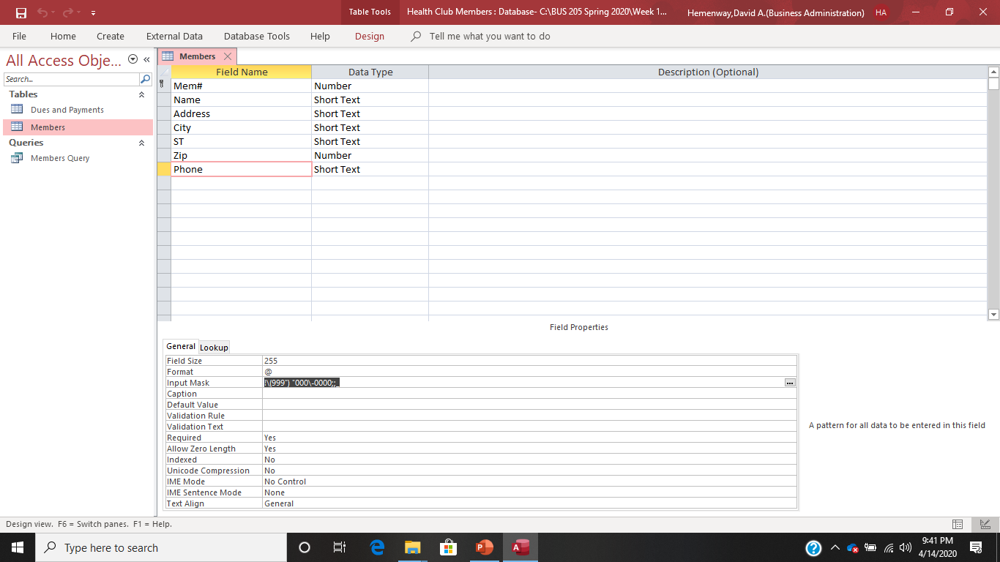 Table Tools
Health Club Members : Database- C:\BUS 205 Spring 2020\Week 1...
Hemenway,David A.(Business Administration)
HA
File Home Create External Data Database Tools Help Design Tell me what you want to do
All Access Obje...
Search...
Tables
Dues and Payments
Members
Queries
Members Query
Members
Field Name Data Type Description (Optional)
Mem# Number
Name Short Text
Address Short Text
City Short Text
ST Short Text
Zip Number
Phone Short Text
Field Properties
General Lookup
Field Size 255
Format @
Input Mask !\(999") "000\-0000;;_
Caption
Default Value
Validation Rule
Validation Text
Required Yes
Allow Zero Length Yes
Indexed No
Unicode Compression No
IME Mode No Control
IME Sentence Mode None
Text Align General
A pattern for all data to be entered in this field
Design view. F6 = Switch panes. F1 = Help.
Type here to search
9:41 PM
4/14/2020